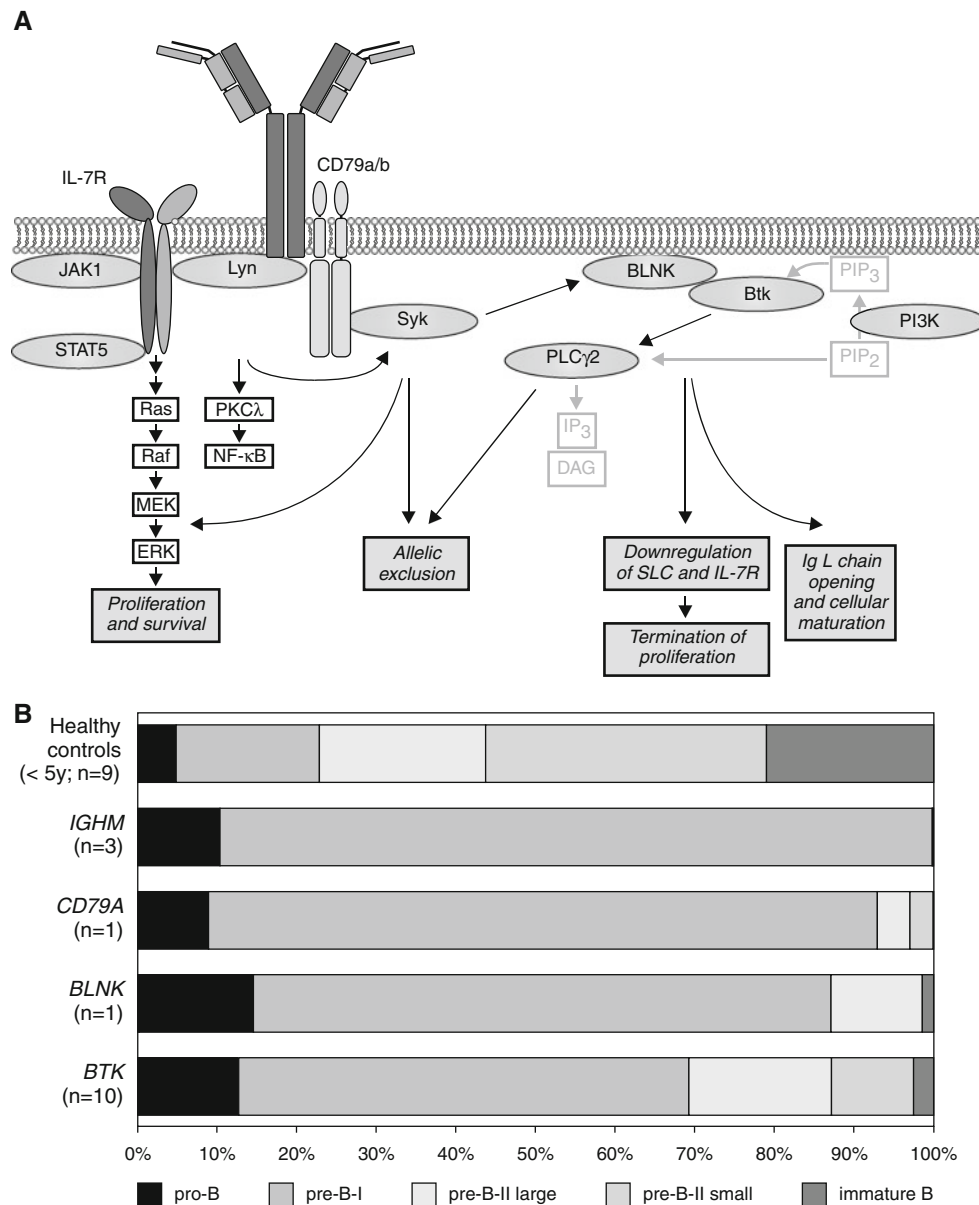 A
CD79a/b
IL-7R
JAK1
Lyn
BLNK
Btk
PIP3
Syk
PI3K
STAT5
PLCγ2
PIP2
Ras
PKCλ
IP3
Raf
NF-κB
DAG
MEK
ERK
Allelic
exclusion
Downregulation
of SLC and IL-7R
Ig L chain
opening
and cellular
maturation
Proliferation
and survival
Termination of
proliferation
B
Healthy
controls
(< 5y; n=9)
IGHM
(n=3)
CD79A
(n=1)
BLNK
(n=1)
BTK
(n=10)
0% 10% 20% 30% 40% 50% 60% 70% 80% 90% 100%
pro-B pre-B-I pre-B-II large pre-B-II small immature B